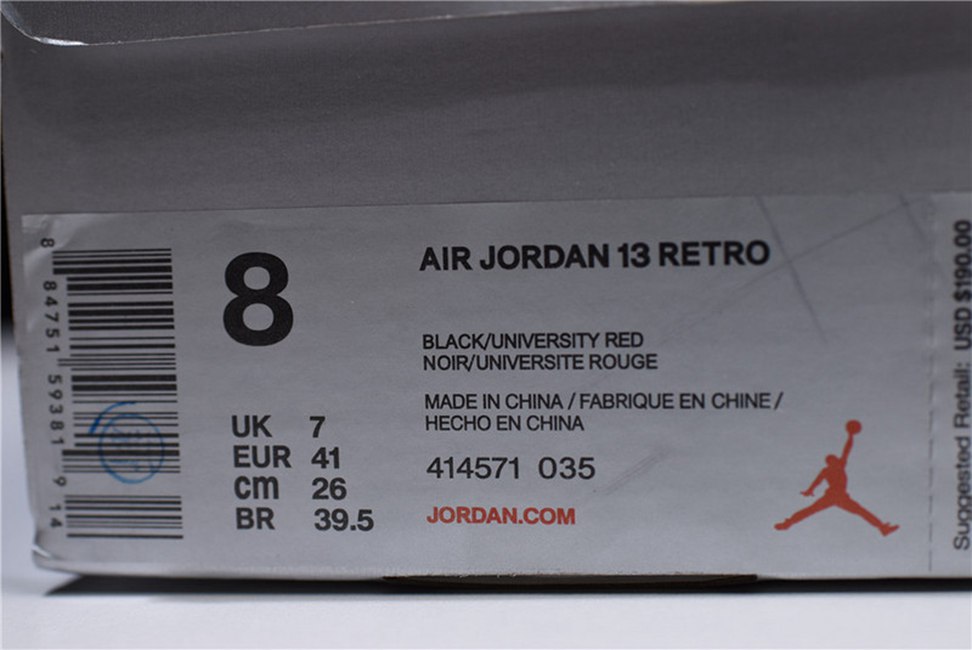 8 84751 59381 9 14
8
AIR JORDAN 13 RETRO
BLACK/UNIVERSITY RED
NOIR/UNIVERSITE ROUGE
MADE IN CHINA / FABRIQUE EN CHINE /
HECHO EN CHINA
414571 035
JORDAN.COM
UK 7
EUR 41
cm 26
BR 39.5
Suggested Retail: USD $190.00